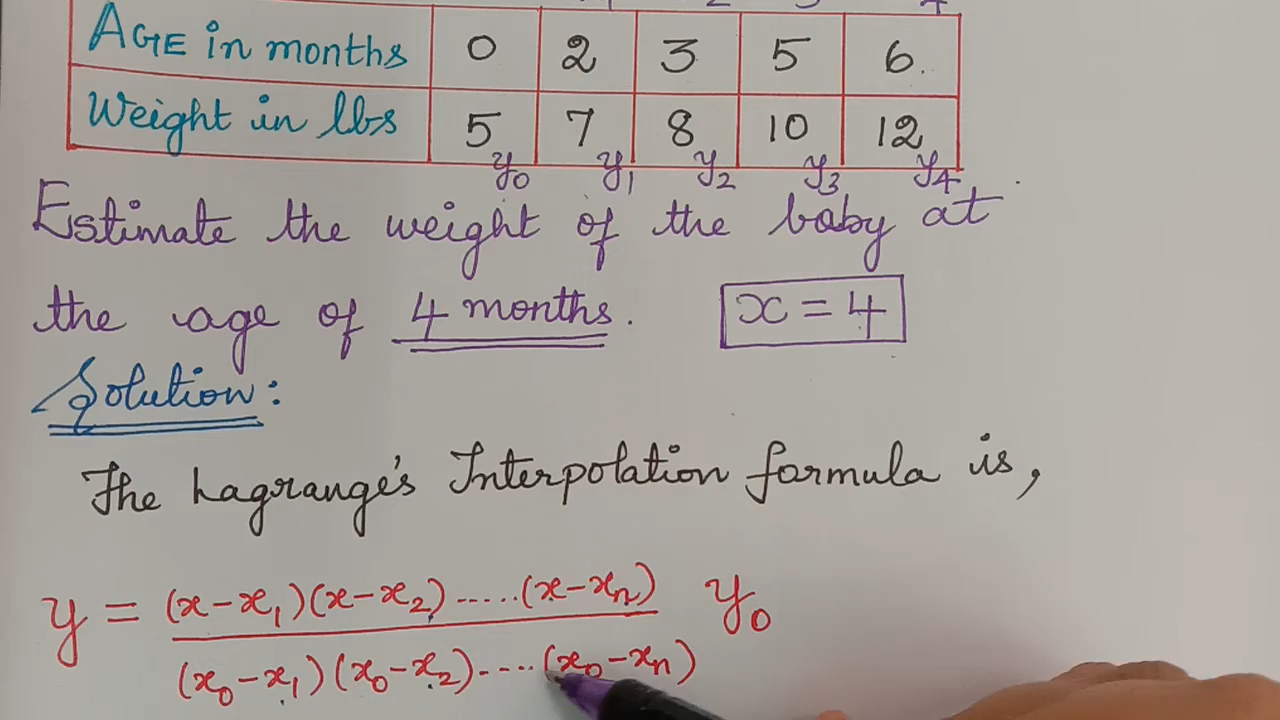 AGE in months 0 2 3 5 6
Weight in lbs 5 7 8 10 12
y₀ y₁ y₂ y₃ y₄
Estimate the weight of the baby at
the age of 4 months. x = 4
Solution:
The Lagrange's Interpolation formula is,
y = (x-x₁)(x-x₂).....(x-xₙ) y₀
(x₀-x₁)(x₀-x₂)....(x₀-xₙ)